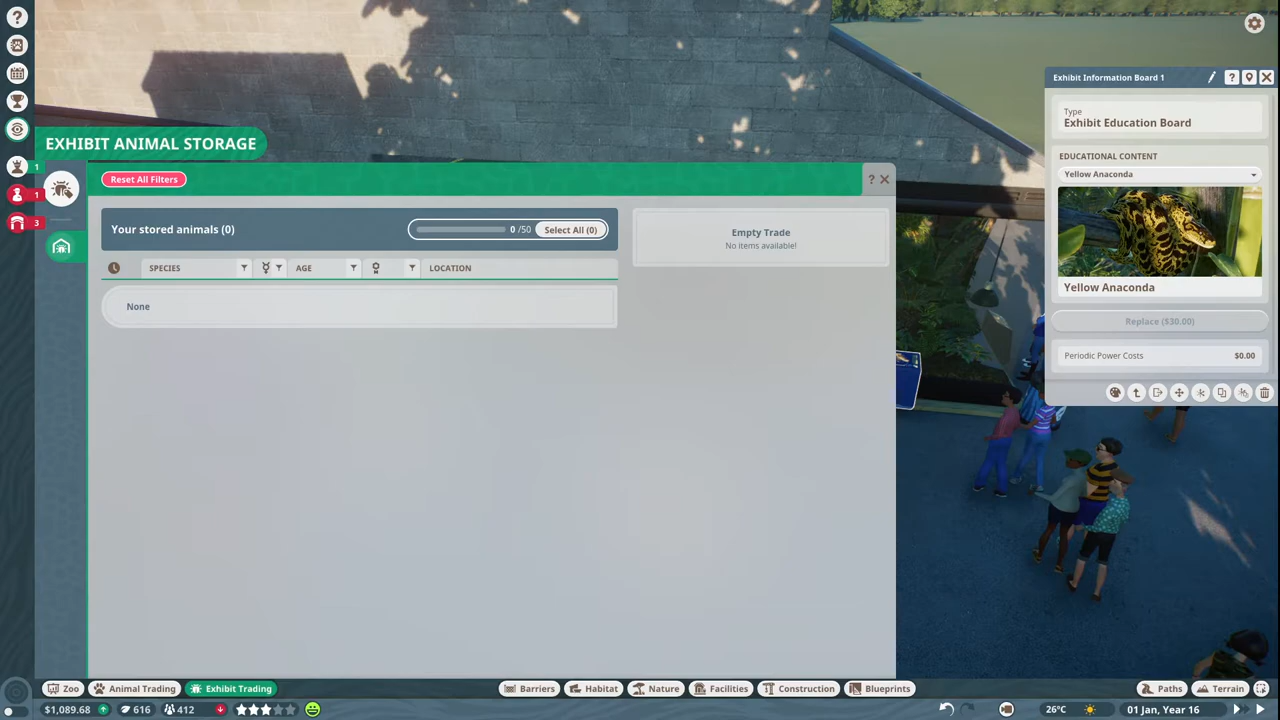 Exhibit Information Board 1
?
Type
Exhibit Education Board
EDUCATIONAL CONTENT
Yellow Anaconda
Yellow Anaconda
Replace ($30.00)
Periodic Power Costs $0.00
?
1
1
3
EXHIBIT ANIMAL STORAGE
Reset All Filters
?
Your stored animals (0)
0 /50
Select All (0)
SPECIES
AGE
LOCATION
None
Empty Trade
No items available!
Zoo
Animal Trading
Exhibit Trading
Barriers
Habitat
Nature
Facilities
Construction
Blueprints
Paths
Terrain
$1,089.68
616
412
26°C
01 Jan, Year 16